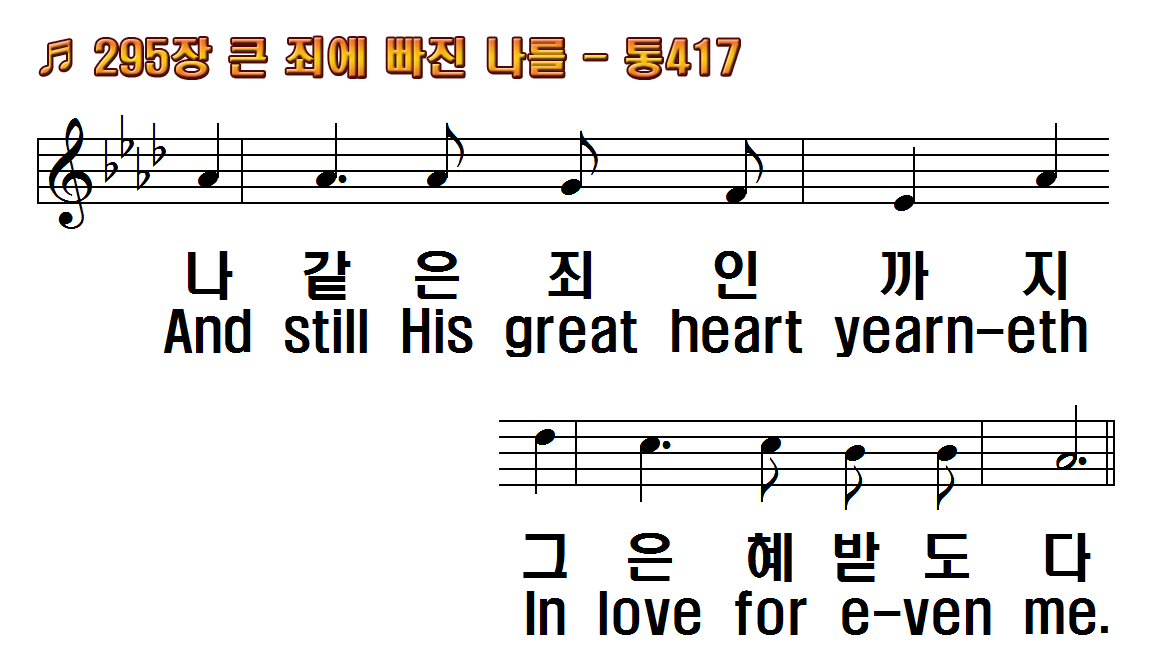 ♬ 295장 큰 죄에 빠진 나를 - 통417
나 같은 죄 인 까 지
And still His great heart yearn-eth
그 은 혜 받 도 다
In love for e-ven me.